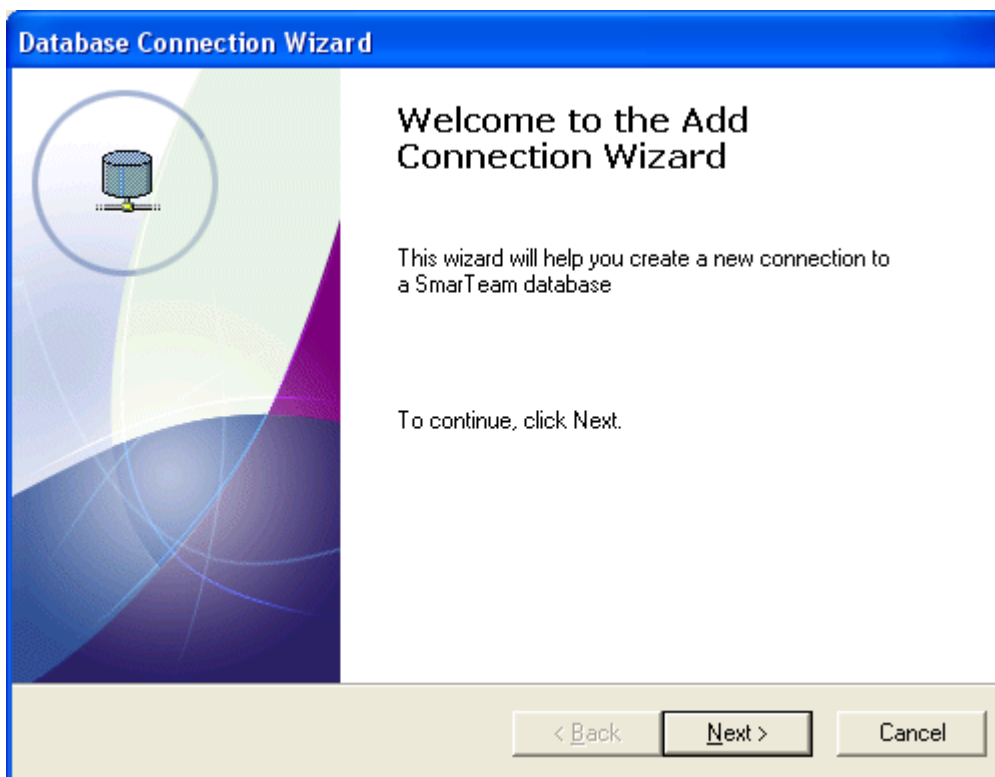 Database Connection Wizard
Welcome to the Add
Connection Wizard
This wizard will help you create a new connection to
a SmarTeam database
To continue, click Next.
< Back Next > Cancel